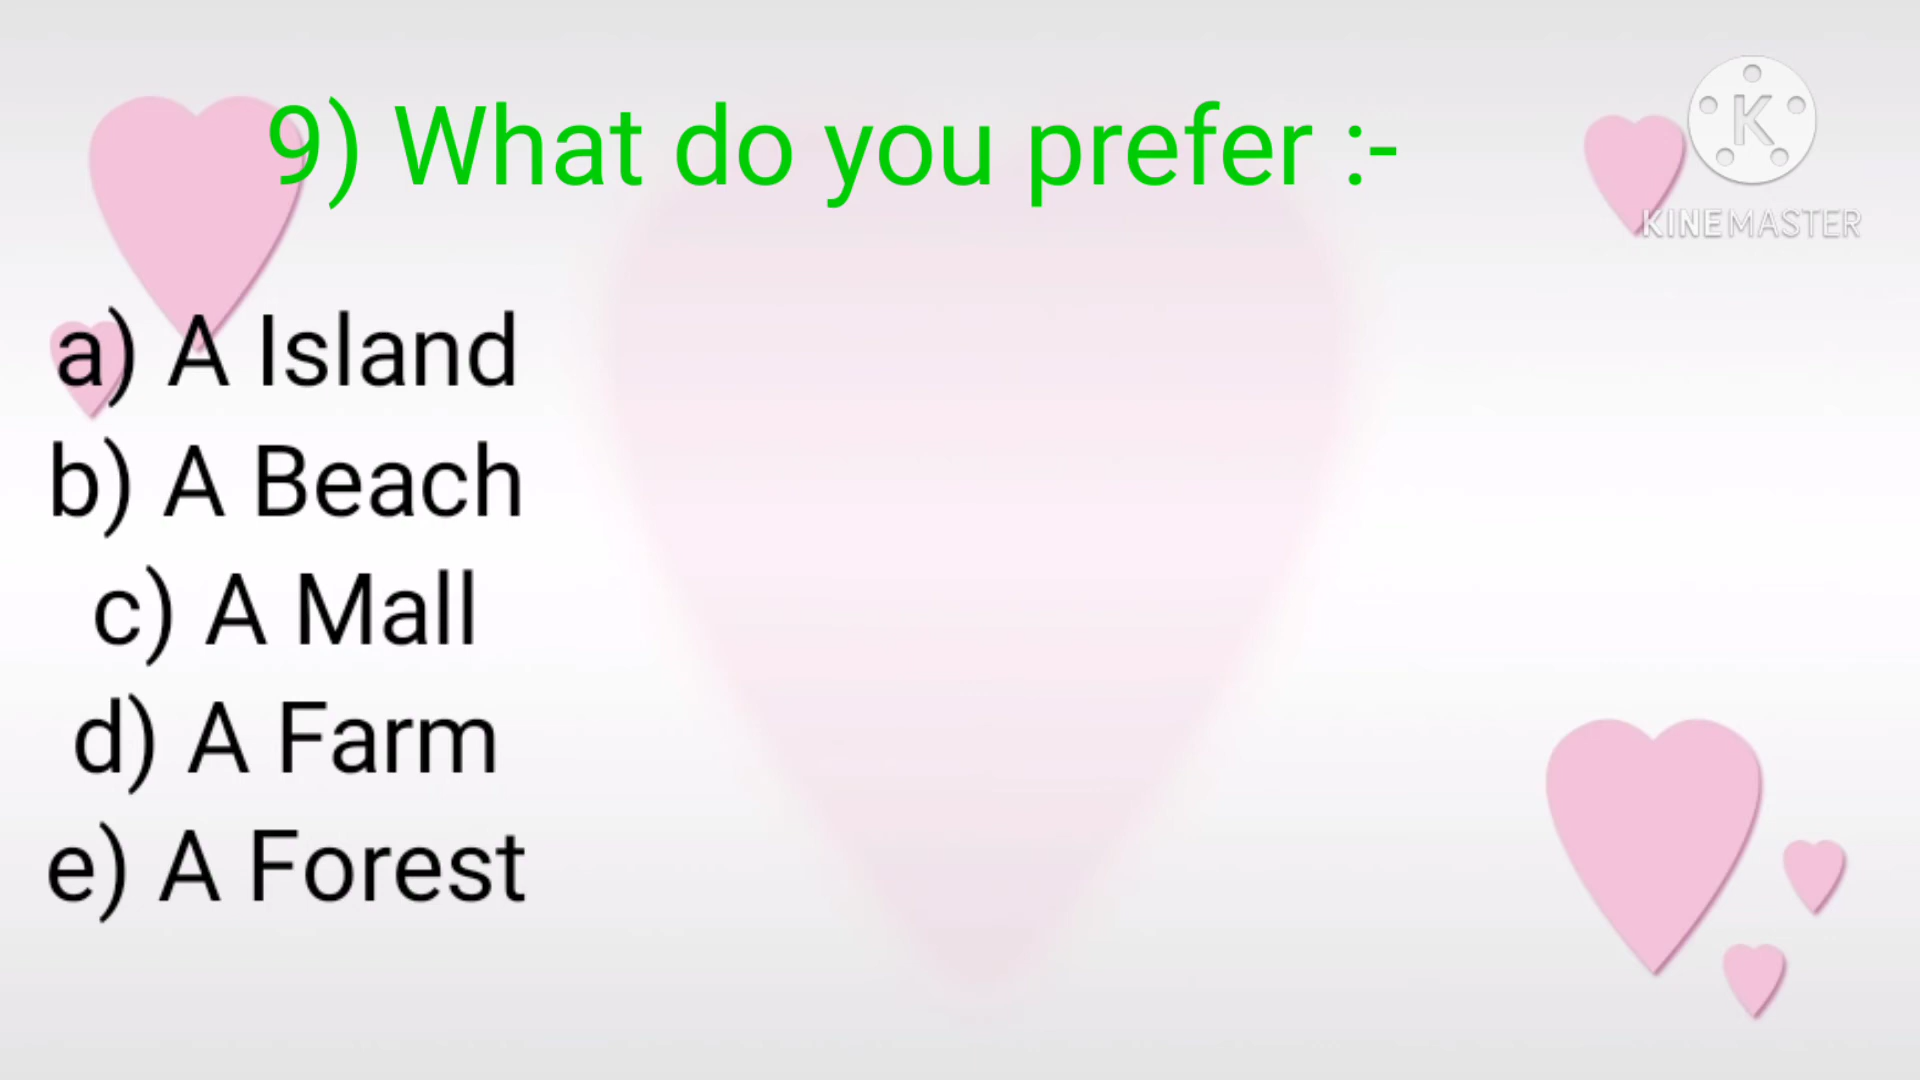 9) What do you prefer :-
K
KINEMASTER
a) A Island
b) A Beach
c) A Mall
d) A Farm
e) A Forest